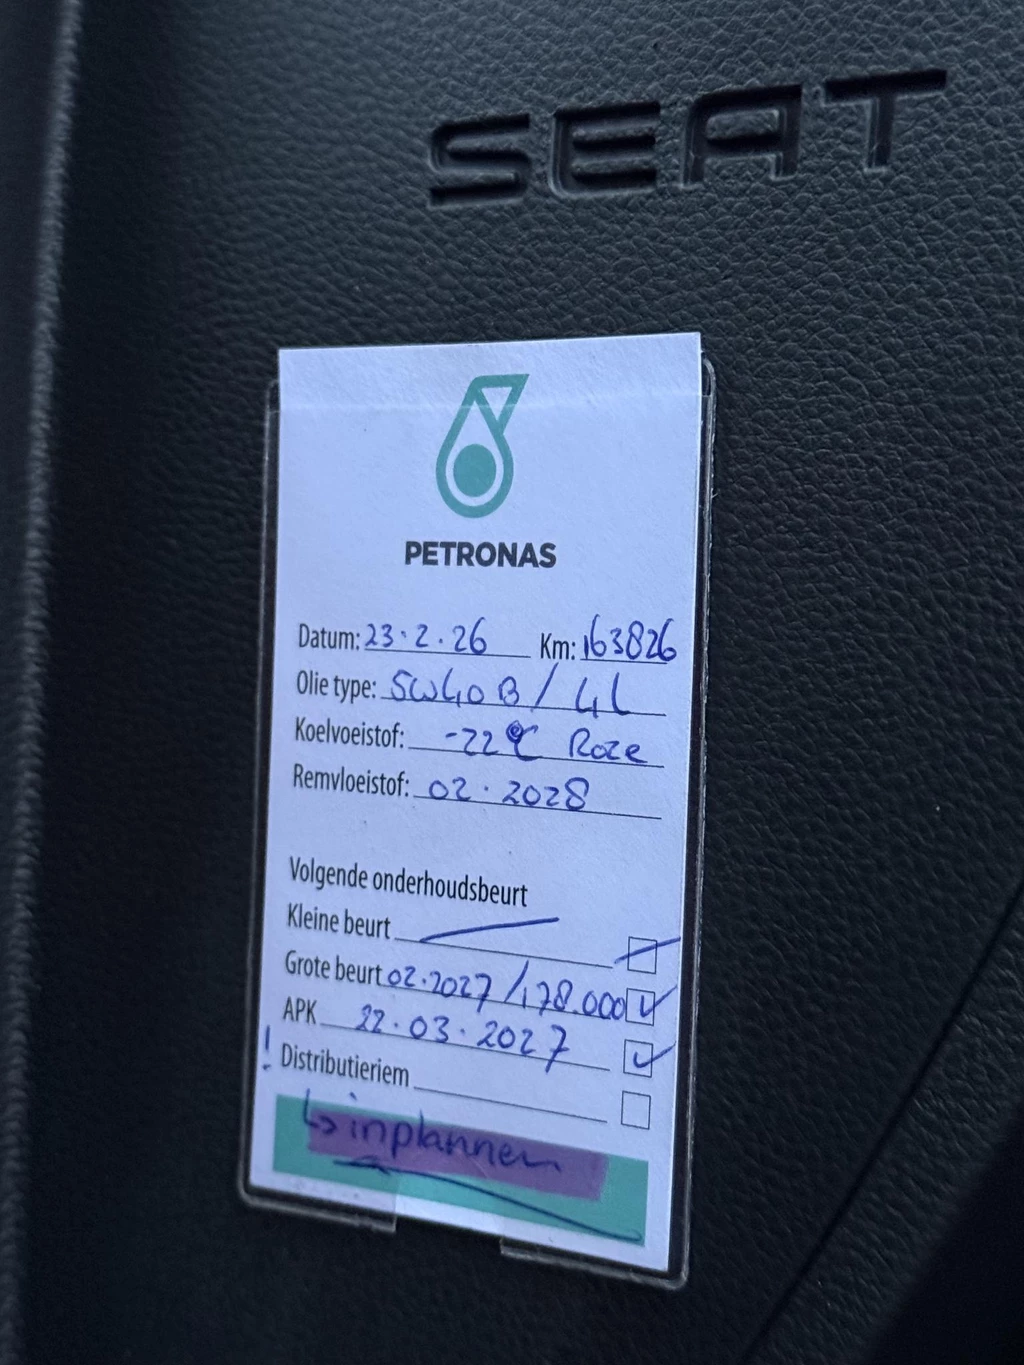 SEAT
PETRONAS
Datum: 23.2.26 Km: 163826
Olie type: 5W40 B / 4L
Koelvoeistof: -22°C Roze
Remvloeistof: 02.2028
Volgende onderhoudsbeurt
Kleine beurt
Grote beurt 02.2027 / 178.000
APK 22.03.2027
! Distributieriem
↳ inplannen